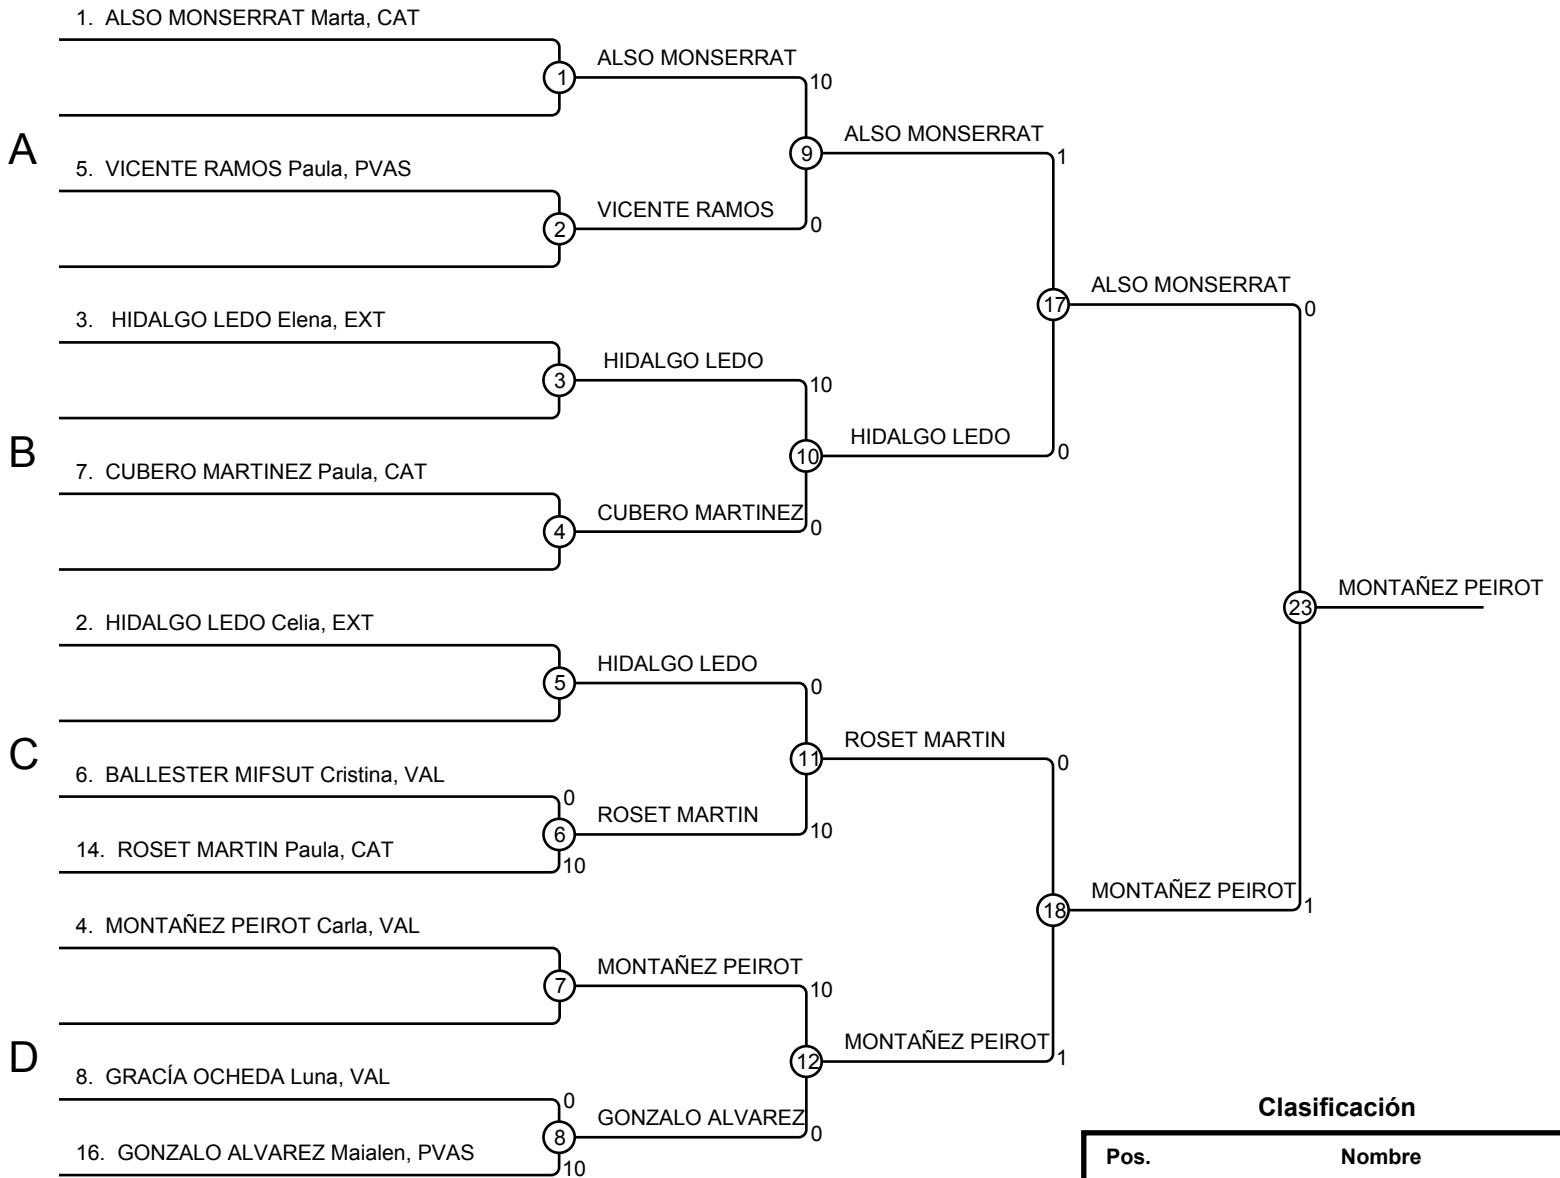 1. ALSO MONSERRAT Marta, CAT
1
ALSO MONSERRAT
10
A
9
ALSO MONSERRAT
1
5. VICENTE RAMOS Paula, PVAS
2
VICENTE RAMOS
0
17
ALSO MONSERRAT
0
3. HIDALGO LEDO Elena, EXT
3
HIDALGO LEDO
10
B
10
HIDALGO LEDO
0
7. CUBERO MARTINEZ Paula, CAT
4
CUBERO MARTINEZ
0
23
MONTAÑEZ PEIROT
2. HIDALGO LEDO Celia, EXT
5
HIDALGO LEDO
0
C
11
ROSET MARTIN
0
6. BALLESTER MIFSUT Cristina, VAL
0
6
ROSET MARTIN
10
14. ROSET MARTIN Paula, CAT
10
18
MONTAÑEZ PEIROT
1
4. MONTAÑEZ PEIROT Carla, VAL
7
MONTAÑEZ PEIROT
10
D
12
MONTAÑEZ PEIROT
1
8. GRACÍA OCHEDA Luna, VAL
0
8
GONZALO ALVAREZ
0
16. GONZALO ALVAREZ Maialen, PVAS
10
Clasificación
Pos. Nombre